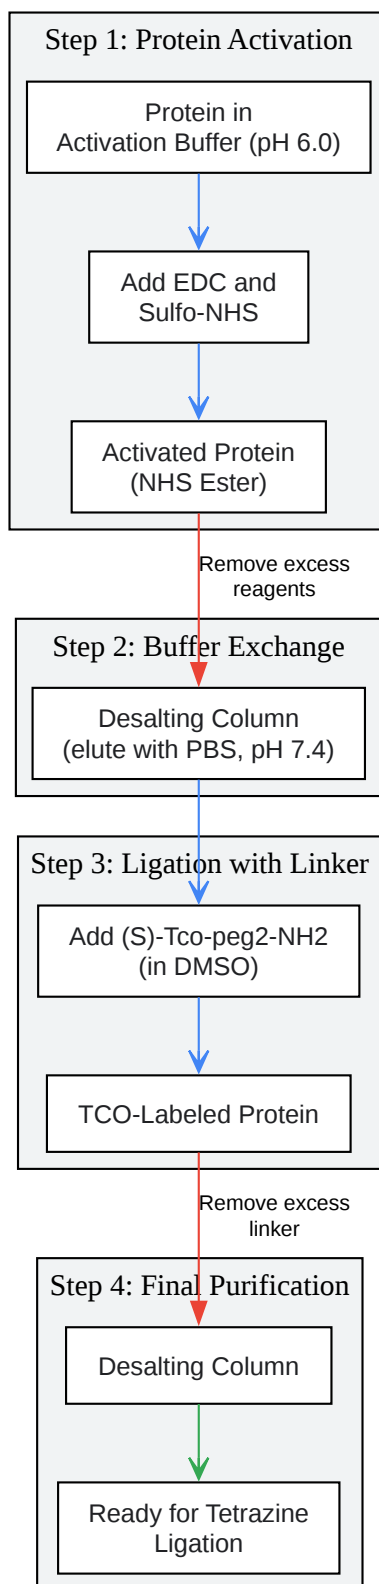 Step 1: Protein Activation
Protein in
Activation Buffer (pH 6.0)
Add EDC and
Sulfo-NHS
Activated Protein
(NHS Ester)
Remove excess
reagents
Step 2: Buffer Exchange
Desalting Column
(elute with PBS, pH 7.4)
Step 3: Ligation with Linker
Add (S)-Tco-peg2-NH2
(in DMSO)
TCO-Labeled Protein
Remove excess
linker
Step 4: Final Purification
Desalting Column
Ready for Tetrazine
Ligation